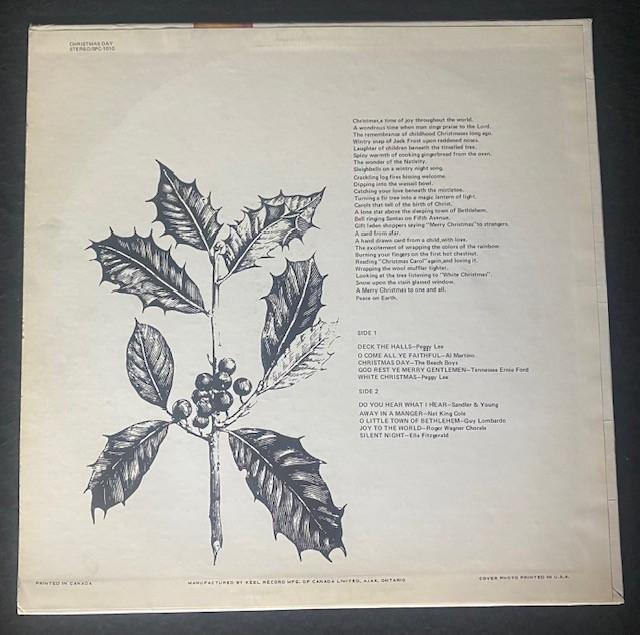 CHRISTMAS DAY
STEREO/SPC-1010
Christmas,a time of joy throughout the world.
A wondrous time when man sings praise to the Lord.
The remembrance of childhood Christmases long ago.
Wintry snap of Jack Frost upon reddened noses.
Laughter of children beneath the tinselled tree.
Spicy warmth of cooking gingerbread from the oven.
The wonder of the Nativity.
Sleighbells on a wintry night song.
Crackling log fires hissing welcome.
Dipping into the wassail bowl.
Catching your love beneath the mistletoe.
Turning a fir tree into a magic lantern of light.
Carols that tell of the birth of Christ.
A lone star above the sleeping town of Bethlehem.
Bell ringing Santas on Fifth Avenue.
Gift laden shoppers saying "Merry Christmas" to strangers.
A card from afar.
A hand drawn card from a child,with love.
The excitement of wrapping the colors of the rainbow.
Burning your fingers on the first hot chestnut.
Reading "Christmas Carol" again,and loving it.
Wrapping the wool muffler tighter.
Looking at the tree listening to "White Christmas".
Snow upon the stain glassed window.
A Merry Christmas to one and all.
Peace on Earth.
SIDE 1
DECK THE HALLS—Peggy Lee
O COME ALL YE FAITHFUL—Al Martino
CHRISTMAS DAY—The Beach Boys
GOD REST YE MERRY GENTLEMEN—Tennessee Ernie Ford
WHITE CHRISTMAS—Peggy Lee
SIDE 2
DO YOU HEAR WHAT I HEAR—Sandler & Young
AWAY IN A MANGER—Nat King Cole
O LITTLE TOWN OF BETHLEHEM—Guy Lombardo
JOY TO THE WORLD—Roger Wagner Chorale
SILENT NIGHT—Ella Fitzgerald
PRINTED IN CANADA
MANUFACTURED BY KEEL RECORD MFG. OF CANADA LIMITED, AJAX, ONTARIO
COVER PHOTO PRINTED IN U.S.A.